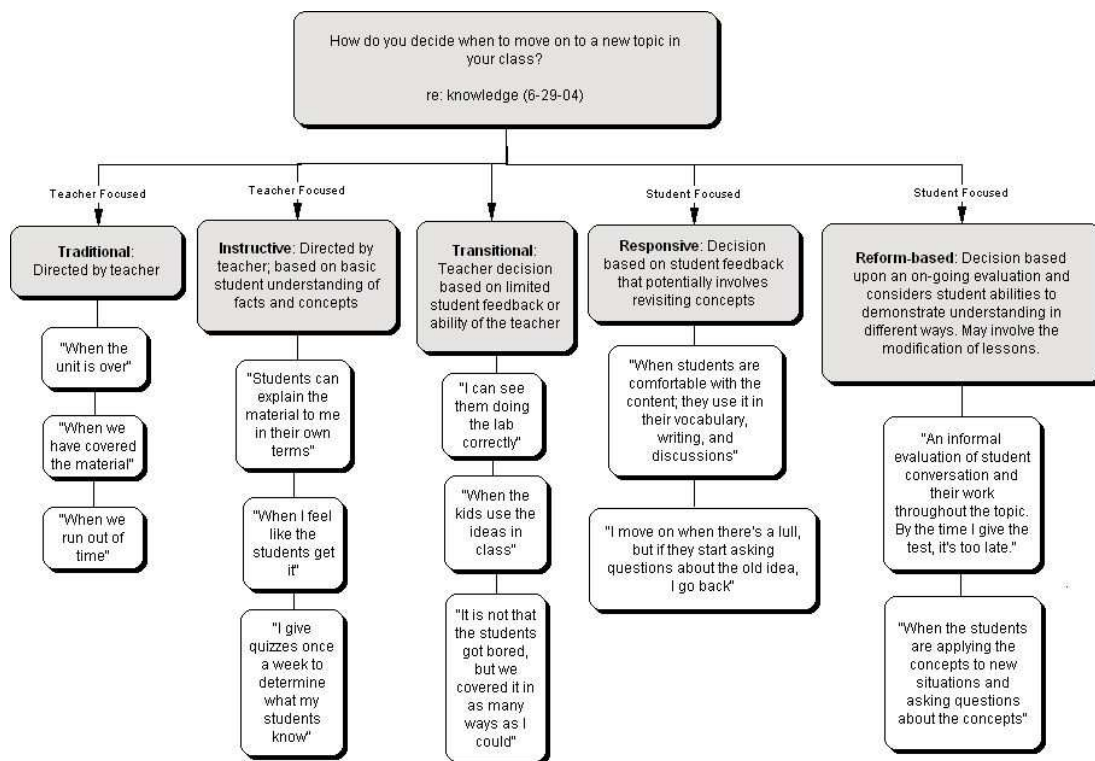 How do you decide when to move on to a new topic in
your class?
re: knowledge (6-29-04)
Teacher Focused
Teacher Focused
Student Focused
Student Focused
Traditional:
Directed by teacher
"When the
unit is over"
"When we
have covered
the material"
"When we
run out of
time"
Instructive: Directed by
teacher; based on basic
student understanding of
facts and concepts
"Students can
explain the
material to me
in their own
terms"
"When I feel
like the
students get
it"
"I give
quizzes once
a week to
determine
what my
students
know"
Transitional:
Teacher decision
based on limited
student feedback or
ability of the teacher
"I can see
them doing
the lab
correctly"
"When the
kids use the
ideas in
class"
"It is not that
the students
got bored,
but we
covered it in
as many
ways as I
could"
Responsive: Decision
based on student feedback
that potentially involves
revisiting concepts
"When students are
comfortable with the
content; they use it in
their vocabulary,
writing, and
discussions"
"I move on when there's a lull,
but if they start asking
questions about the old idea,
I go back"
Reform-based: Decision based
upon an on-going evaluation and
considers student abilities to
demonstrate understanding in
different ways. May involve the
modification of lessons.
"An informal
evaluation of student
conversation and
their work
throughout the topic.
By the time I give the
test, it's too late."
"When the students
are applying the
concepts to new
situations and
asking questions
about the concepts"